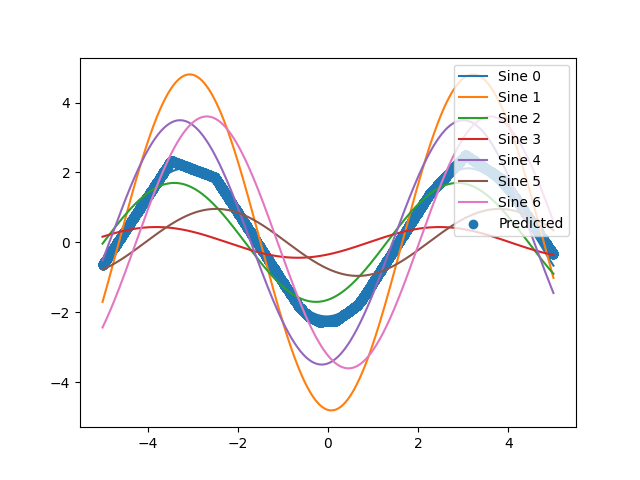 Sine 0
Sine 1
Sine 2
Sine 3
Sine 4
Sine 5
Sine 6
Predicted
4
2
0
−2
−4
−4
−2
0
2
4